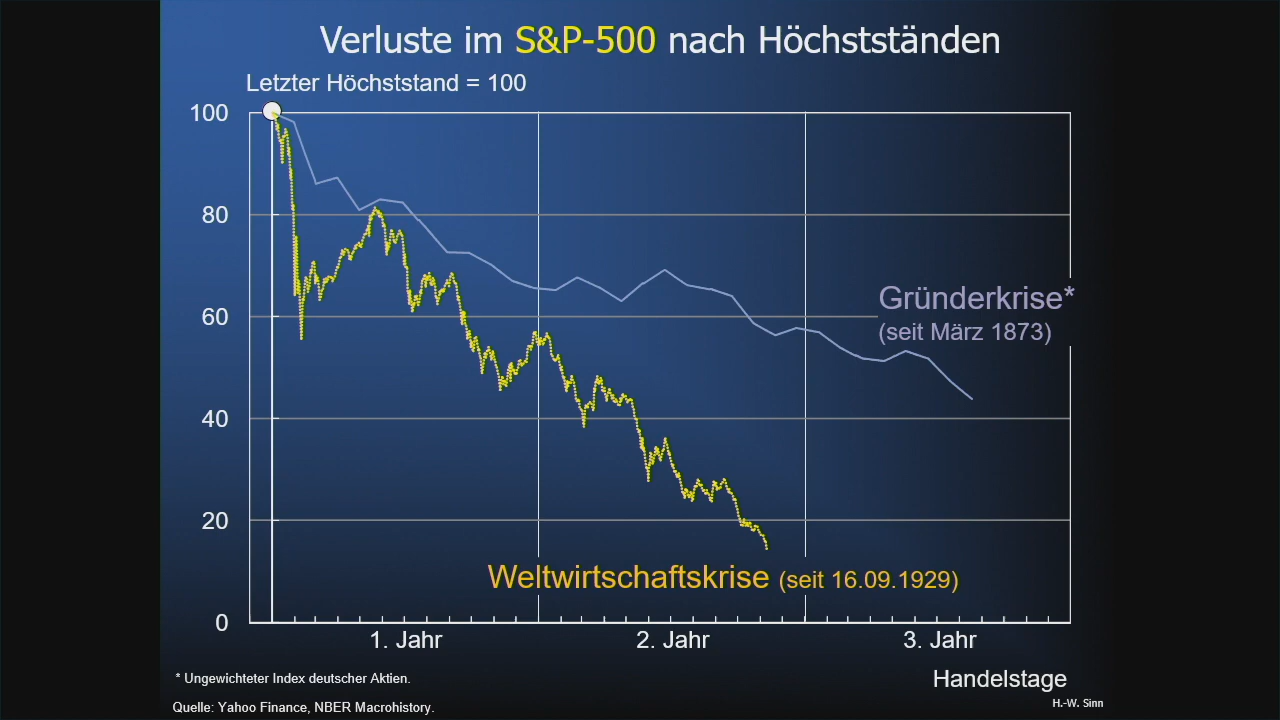 Verluste im S&P-500 nach Höchstständen
Letzter Höchststand = 100
100
80
60
40
20
0
Gründerkrise*
(seit März 1873)
Weltwirtschaftskrise (seit 16.09.1929)
1. Jahr
2. Jahr
3. Jahr
Handelstage
* Ungewichteter Index deutscher Aktien.
H.-W. Sinn
Quelle: Yahoo Finance, NBER Macrohistory.